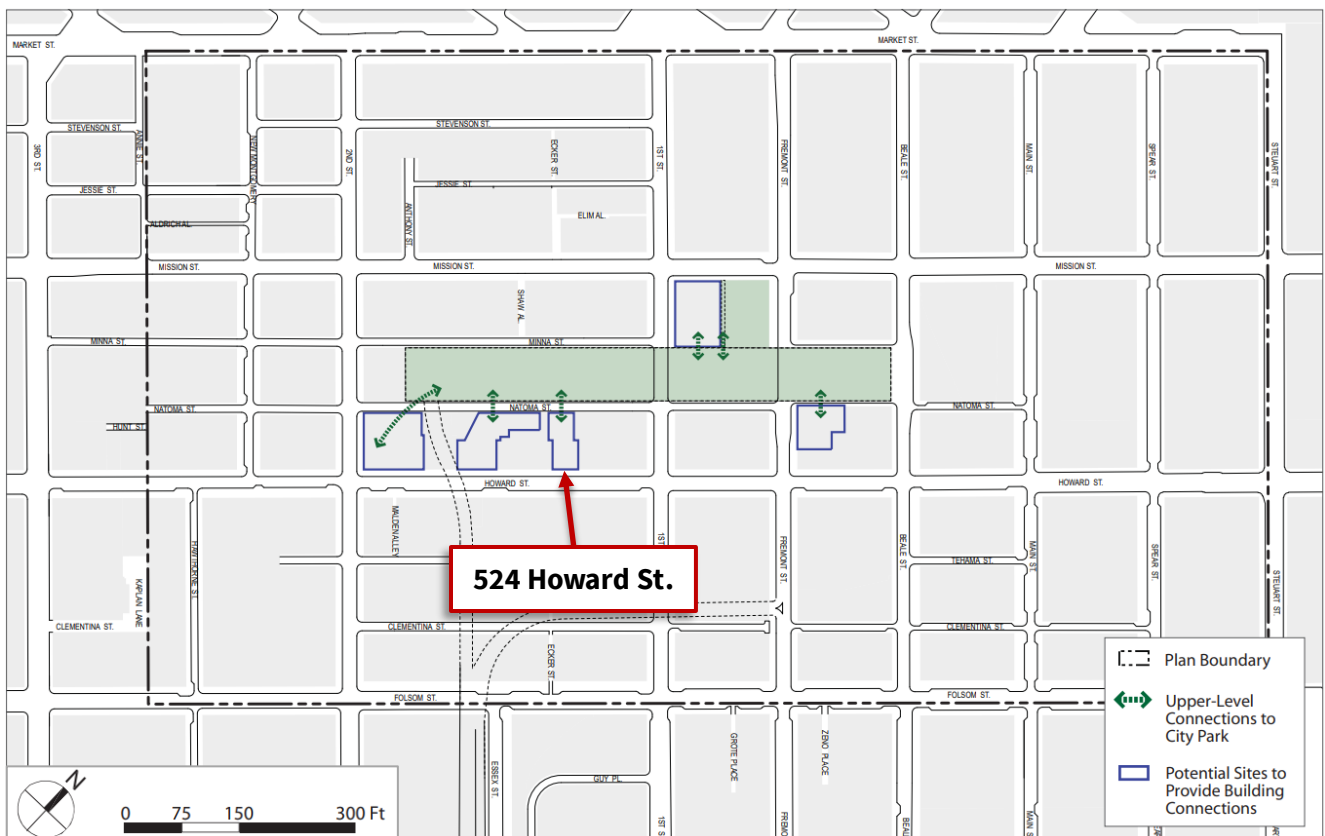 MARKET ST.
MARKET ST.
STEVENSON ST.
STEVENSON ST.
3RD ST.
ANNIE ST.
NEW MONTGOMERY
2ND ST.
ECKER ST.
1ST ST.
FREMONT ST.
BEALE ST.
MAIN ST.
SPEAR ST.
STEUART ST.
JESSIE ST.
JESSIE ST.
ANTHONY ST.
ELIM AL.
ALDRICH AL.
MISSION ST.
MISSION ST.
MISSION ST.
SHAW AL.
MINNA ST.
MINNA ST.
NATOMA ST.
NATOMA ST.
NATOMA ST.
HUNT ST.
HOWARD ST.
HOWARD ST.
MALDEN ALLEY
HAWTHORNE ST.
1ST
FREMONT ST.
BEALE ST.
MAIN ST.
SPEAR ST.
STEUART ST.
TEHAMA ST.
524 Howard St.
KAPLAN LANE
CLEMENTINA ST.
CLEMENTINA ST.
CLEMENTINA ST.
ECKER ST.
FOLSOM ST.
FOLSOM ST.
ESSEX ST.
GUY PL.
GROTE PLACE
ZENO PLACE
1ST S
FREMO
BEAL
MAIN S
Plan Boundary
Upper-Level
Connections to
City Park
Potential Sites to
Provide Building
Connections
N
0 75 150 300 Ft